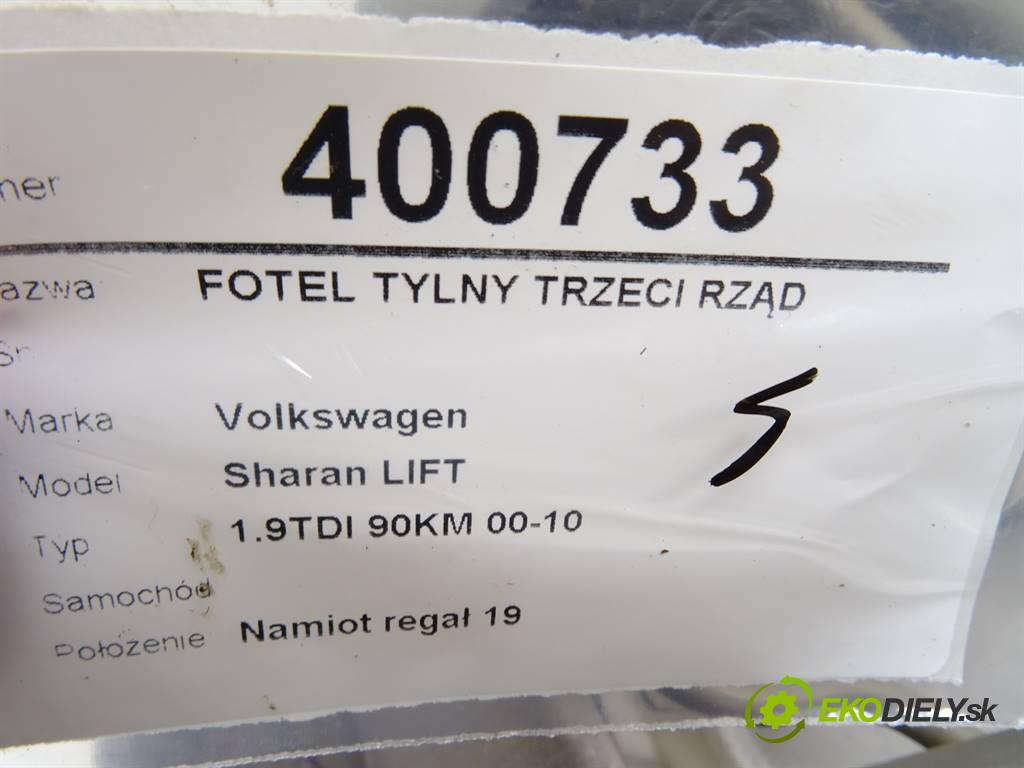 ner 400733
azwa FOTEL TYLNY TRZECI RZĄD
Sr
Marka Volkswagen
Model Sharan LIFT
Typ 1.9TDI 90KM 00-10
Samochód
Położenie Namiot regał 19
5
EKODIELY.sk